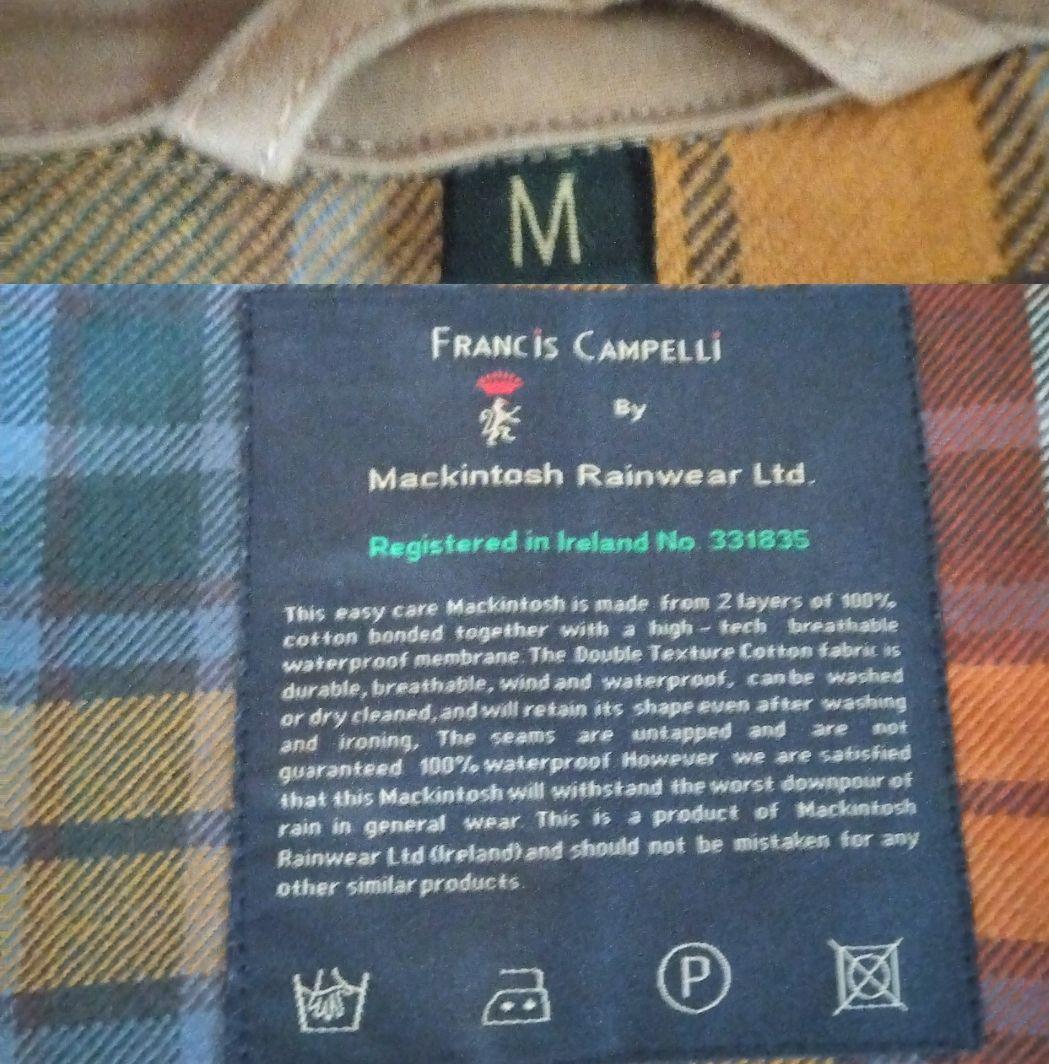 M
FRANCiS CAMPELLi
By
Mackintosh Rainwear Ltd.
Registered in Ireland No 331835
This easy care Mackintosh is made from 2 layers of 100%
cotton bonded together with a high - tech breathable
waterproof membrane. The Double Texture Cotton fabric is
durable, breathable, wind and waterproof, can be washed
or dry cleaned, and will retain its shape even after washing
and ironing, The seams are untapped and are not
guaranteed 100% waterproof However we are satisfied
that this Mackintosh will withstand the worst downpour of
rain in general wear. This is a product of Mackintosh
Rainwear Ltd (Ireland) and should not be mistaken for any
other similar products.
P